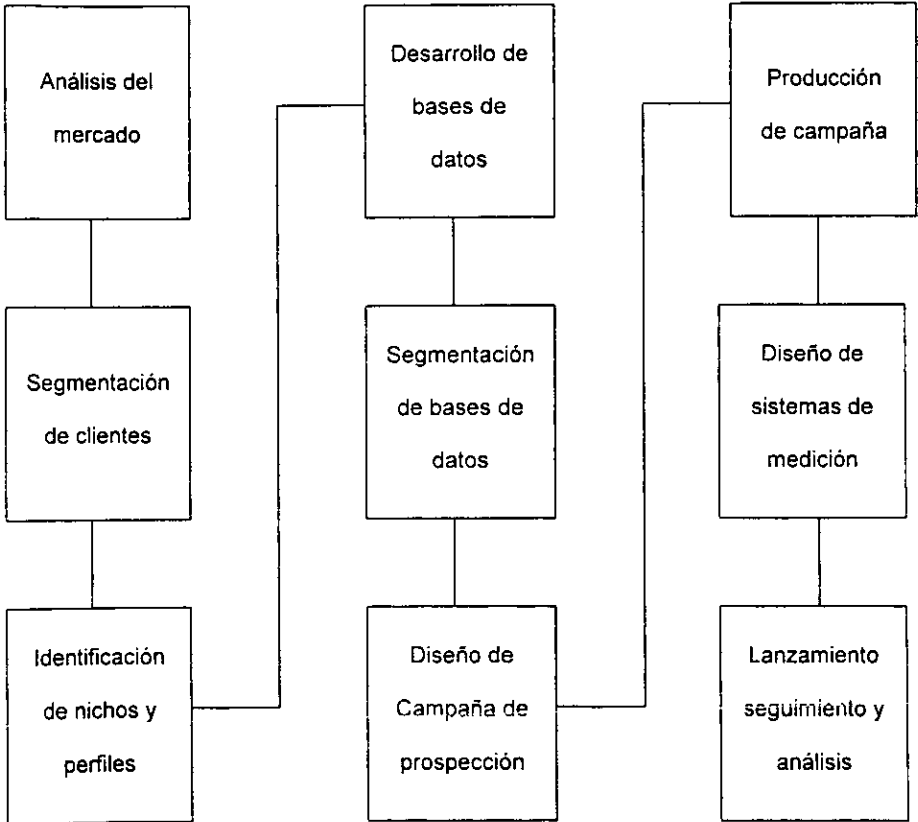 Análisis del
mercado
Segmentación
de clientes
Identificación
de nichos y
perfiles
Desarrollo de
bases de
datos
Segmentación
de bases de
datos
Diseño de
Campaña de
prospección
Producción
de campaña
Diseño de
sistemas de
medición
Lanzamiento
seguimiento y
análisis